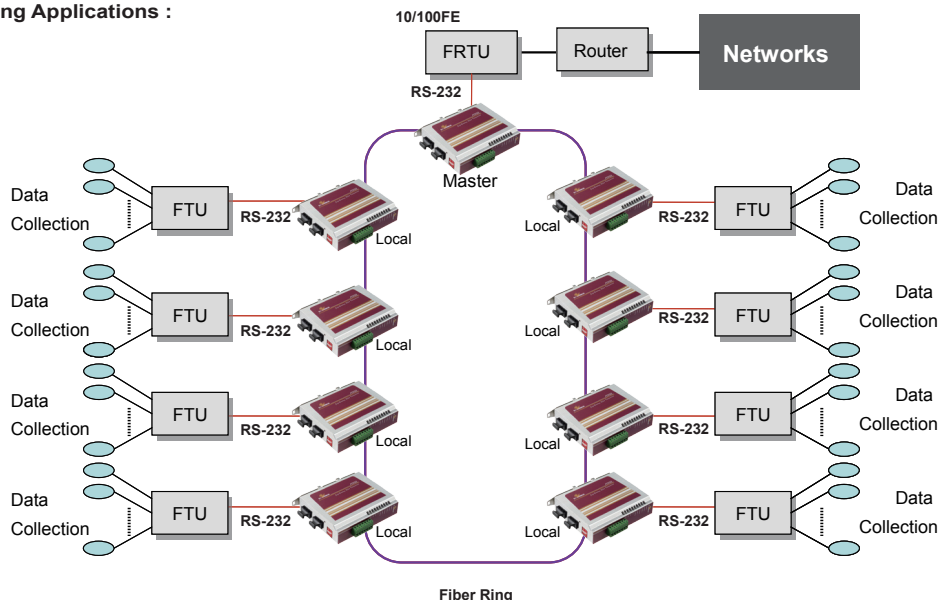 ng Applications :
10/100FE
FRTU
Router
Networks
RS-232
Master
Data
Collection
FTU
RS-232
Local
Local
RS-232
FTU
Data
Collection
Data
Collection
FTU
RS-232
Local
Local
RS-232
FTU
Data
Collection
Data
Collection
FTU
RS-232
Local
Local
RS-232
FTU
Data
Collection
Data
Collection
FTU
RS-232
Local
Local
RS-232
FTU
Data
Collection
Fiber Ring